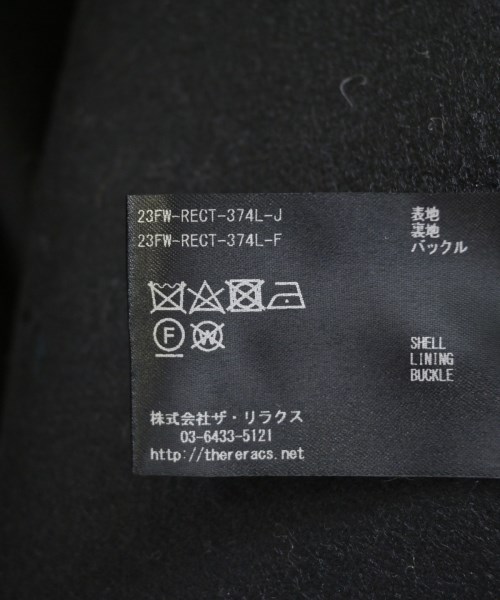 23FW-RECT-374L-J
23FW-RECT-374L-F
表地
裏地
バックル
F
W
SHELL
LINING
BUCKLE
株式会社ザ・リラクス
03-6433-5121
http://thereracs.net